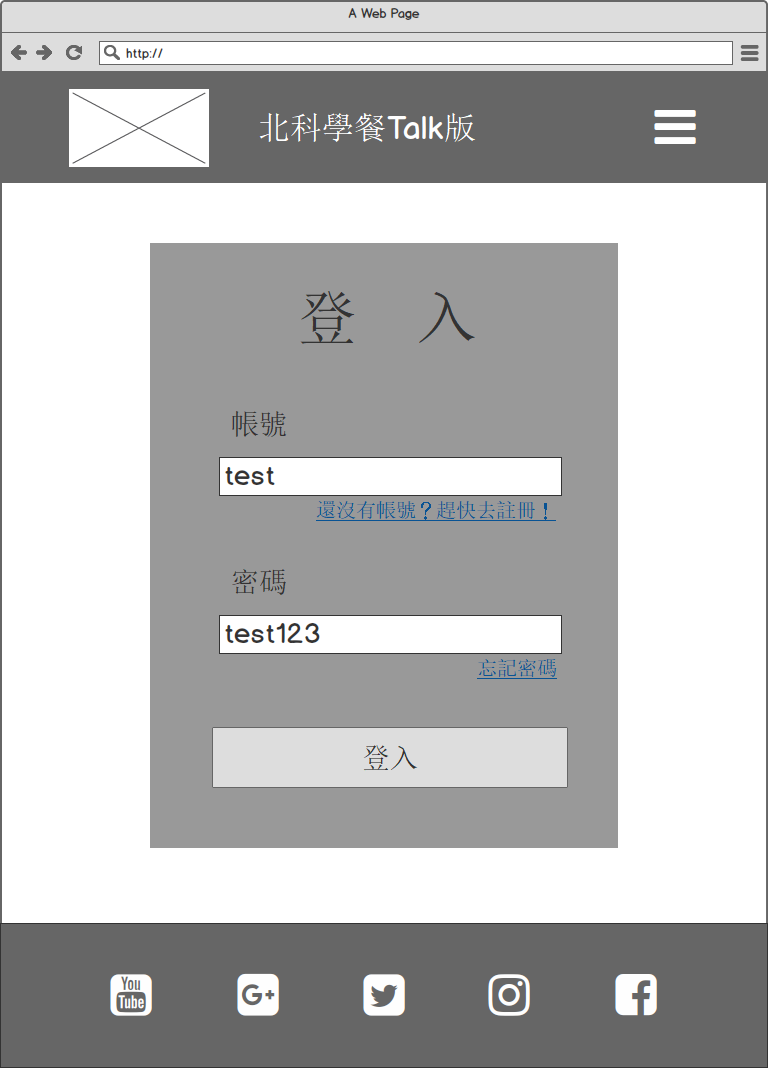 A Web Page
http://
北科學餐Talk版
登 入
帳號
test
還沒有帳號？趕快去註冊！
密碼
test123
忘記密碼
登入
You
Tube
G+